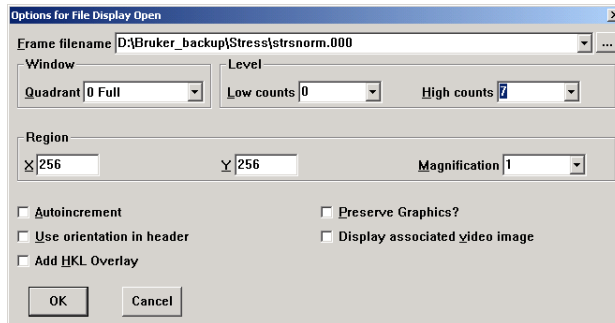 Options for File Display Open
Frame filename D:\Bruker_backup\Stress\strsnorm.000 ...
Window Level
Quadrant 0 Full Low counts 0 High counts 7
Region
X 256 Y 256 Magnification 1
Autoincrement Preserve Graphics?
Use orientation in header Display associated video image
Add HKL Overlay
OK Cancel